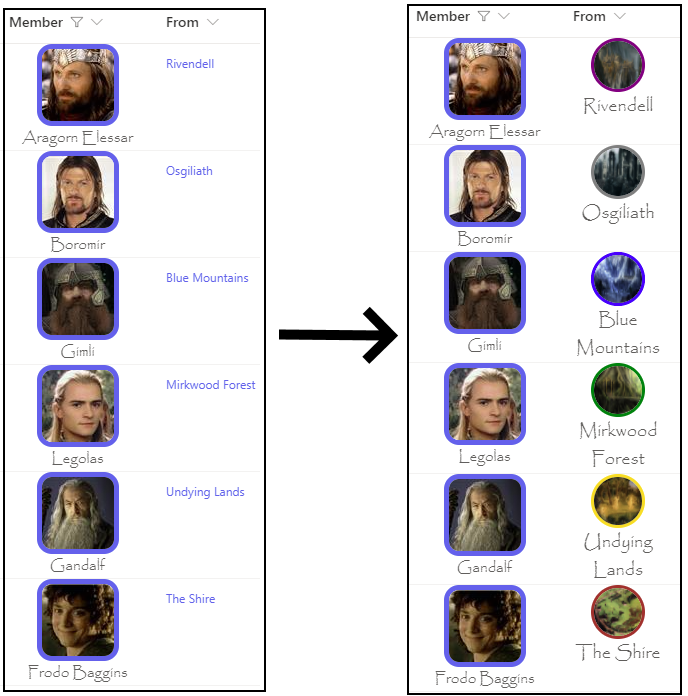 Member From
Rivendell
Aragorn Elessar
Osgiliath
Boromir
Blue Mountains
Gimli
Mirkwood Forest
Legolas
Undying Lands
Gandalf
The Shire
Frodo Baggins
Member From
Rivendell
Aragorn Elessar
Osgiliath
Boromir
Blue
Mountains
Gimli
Mirkwood
Forest
Legolas
Undying
Lands
Gandalf
The Shire
Frodo Baggins